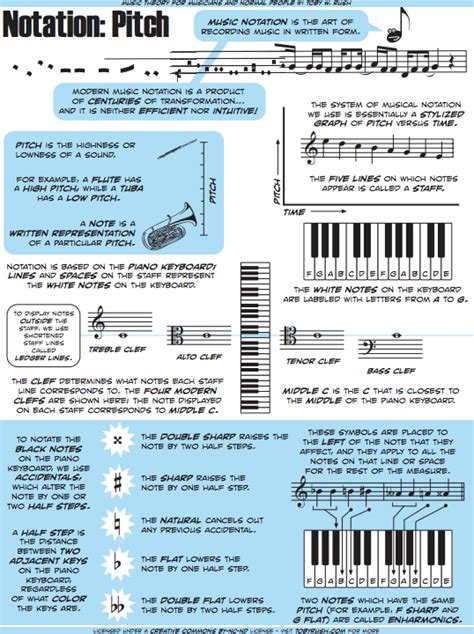 MUSIC THEORY FOR MUSICIANS AND NORMAL PEOPLE BY TOBY W. RUSH
Notation: Pitch
MUSIC NOTATION IS THE ART OF
RECORDING MUSIC IN WRITTEN FORM.
MODERN MUSIC NOTATION IS A PRODUCT
OF CENTURIES OF TRANSFORMATION...
AND IT IS NEITHER EFFICIENT NOR INTUITIVE!
THE SYSTEM OF MUSICAL NOTATION
WE USE IS ESSENTIALLY A STYLIZED
GRAPH OF PITCH VERSUS TIME.
PITCH IS THE HIGHNESS OR
LOWNESS OF A SOUND.
FOR EXAMPLE, A FLUTE HAS
A HIGH PITCH, WHILE A TUBA
HAS A LOW PITCH.
A NOTE IS A
WRITTEN REPRESENTATION
OF A PARTICULAR PITCH.
PITCH
PITCH
THE FIVE LINES ON WHICH NOTES
APPEAR IS CALLED A STAFF.
TIME
NOTATION IS BASED ON THE PIANO KEYBOARD;
LINES AND SPACES ON THE STAFF REPRESENT
THE WHITE NOTES ON THE KEYBOARD.
F G A B C D E F G A B C D E
THE WHITE NOTES ON THE KEYBOARD
ARE LABELED WITH LETTERS FROM A TO G.
TO DISPLAY NOTES
OUTSIDE THE
STAFF, WE USE
SHORTENED
STAFF LINES
CALLED
LEDGER LINES.
TREBLE CLEF
ALTO CLEF
TENOR CLEF
BASS CLEF
THE CLEF DETERMINES WHAT NOTES EACH STAFF
LINE CORRESPONDS TO. THE FOUR MODERN
CLEFS ARE SHOWN HERE; THE NOTE DISPLAYED
ON EACH STAFF CORRESPONDS TO MIDDLE C.
MIDDLE C IS THE C THAT IS CLOSEST TO
THE MIDDLE OF THE PIANO KEYBOARD.
TO NOTATE THE
BLACK NOTES
ON THE PIANO
KEYBOARD, WE USE
ACCIDENTALS,
WHICH ALTER THE
NOTE BY ONE OR
TWO HALF STEPS.
A HALF STEP IS
THE DISTANCE
BETWEEN TWO
ADJACENT KEYS
ON THE PIANO
KEYBOARD,
REGARDLESS
OF WHAT COLOR
THE KEYS ARE.
THE DOUBLE SHARP RAISES THE
NOTE BY TWO HALF STEPS.
THE SHARP RAISES THE
NOTE BY ONE HALF STEP.
THE NATURAL CANCELS OUT
ANY PREVIOUS ACCIDENTAL.
THE FLAT LOWERS THE
NOTE BY ONE HALF STEP.
THE DOUBLE FLAT LOWERS
THE NOTE BY TWO HALF STEPS.
THESE SYMBOLS ARE PLACED TO
THE LEFT OF THE NOTE THAT THEY
AFFECT, AND THEY APPLY TO ALL THE
NOTES ON THAT LINE OR SPACE
FOR THE REST OF THE MEASURE.
F G A B C D E F G A B C D E
TWO NOTES WHICH HAVE THE SAME
PITCH (FOR EXAMPLE, F SHARP AND
G FLAT) ARE CALLED ENHARMONICS.
LICENSED UNDER A CREATIVE COMMONS BY-NC-ND LICENSE - VISIT TOBYRUSH.COM FOR MORE